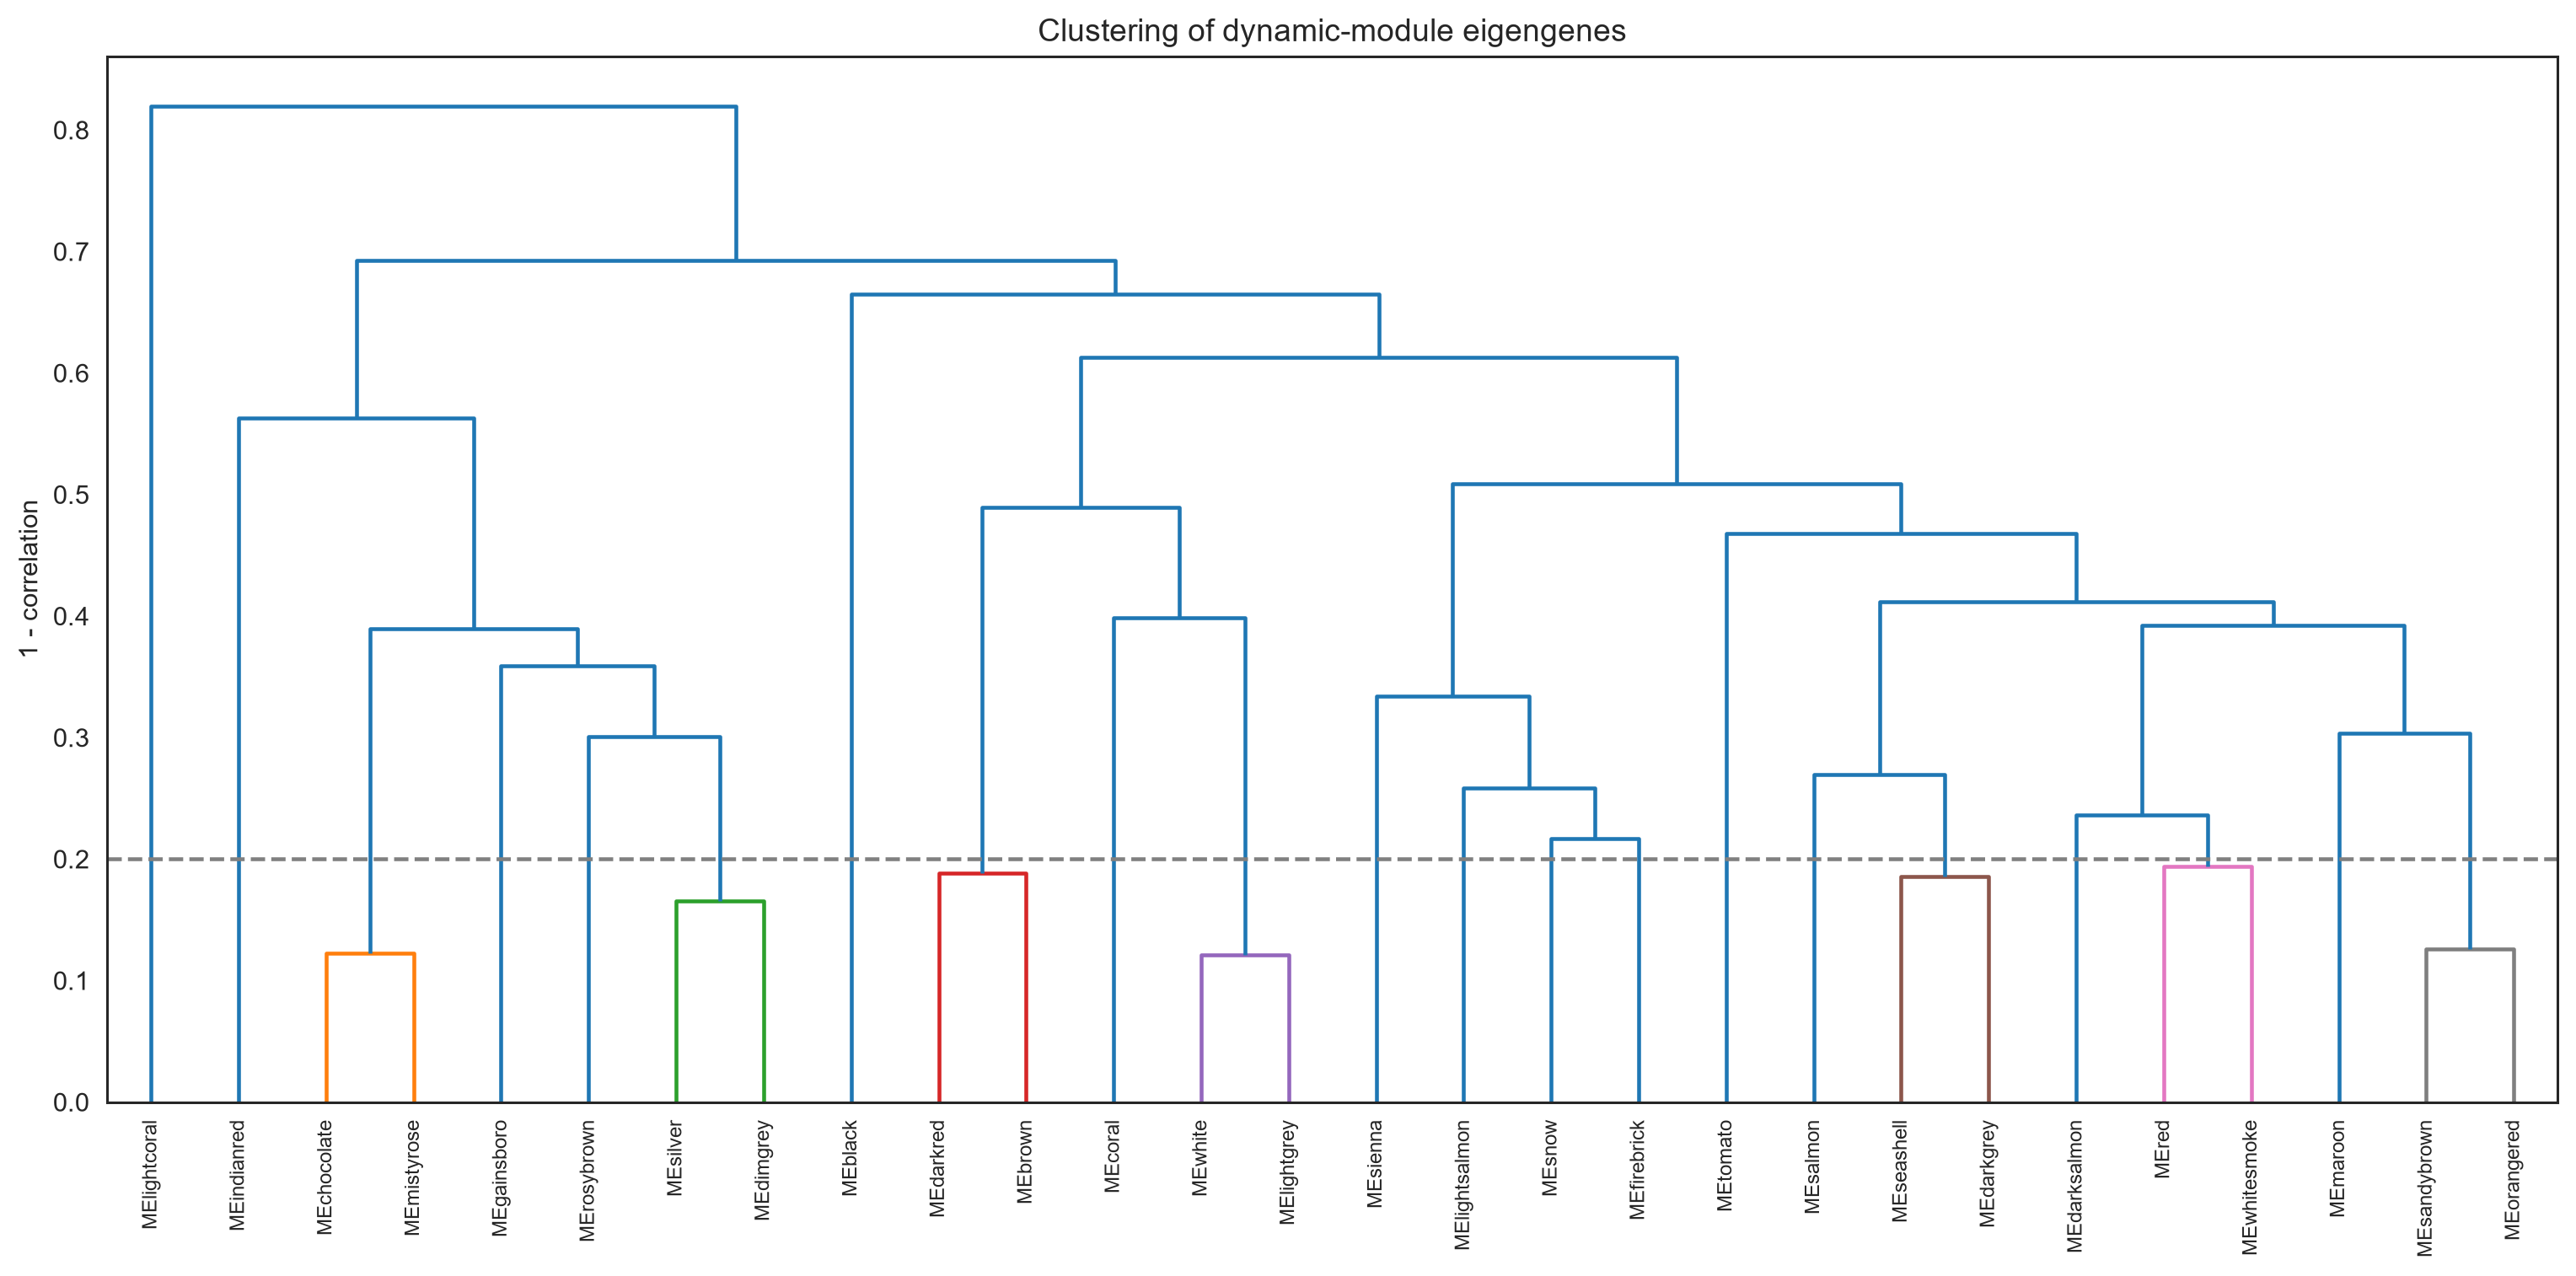 Clustering of dynamic-module eigengenes
1 - correlation
0.8
0.7
0.6
0.5
0.4
0.3
0.2
0.1
0.0
MElightcoral
MEindianred
MEchocolate
MEmistyrose
MEgainsboro
MErosybrown
MEsilver
MEdimgrey
MEblack
MEdarkred
MEbrown
MEcoral
MEwhite
MElightgrey
MEsienna
MElightsalmon
MEsnow
MEfirebrick
MEtomato
MEsalmon
MEseashell
MEdarkgrey
MEdarksalmon
MEred
MEwhitesmoke
MEmaroon
MEsandybrown
MEorangered